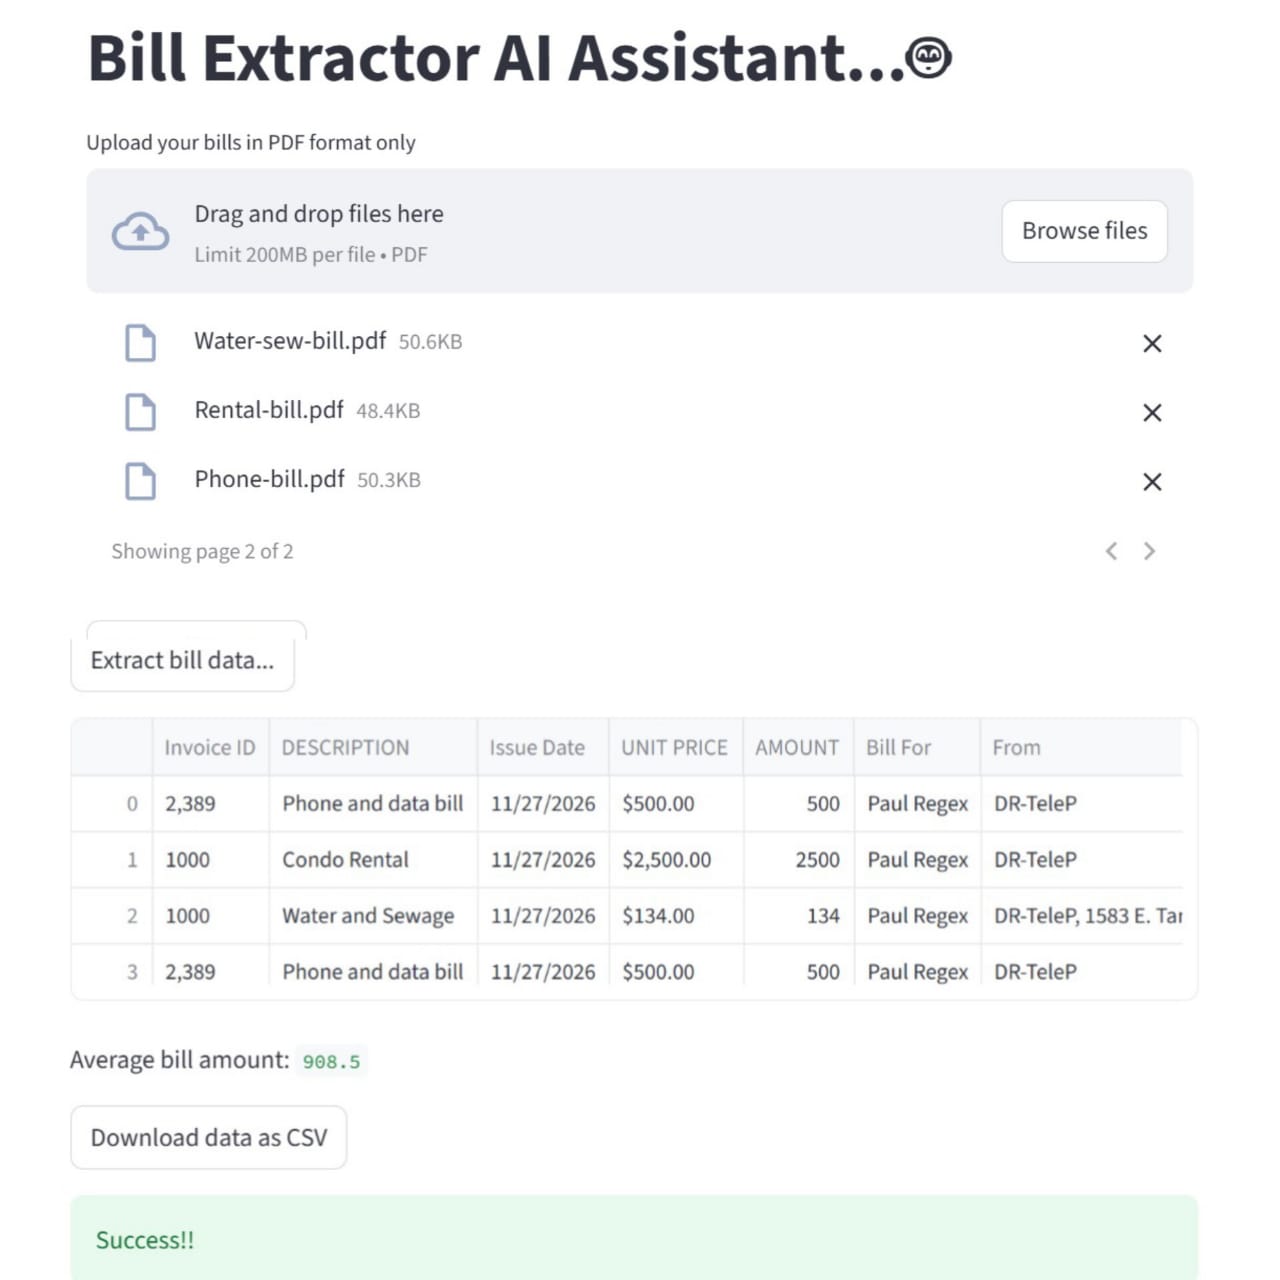 Bill Extractor AI Assistant...
Upload your bills in PDF format only
Drag and drop files here
Limit 200MB per file • PDF
Browse files
Water-sew-bill.pdf 50.6KB
Rental-bill.pdf 48.4KB
Phone-bill.pdf 50.3KB
Showing page 2 of 2
Extract bill data...
Invoice ID DESCRIPTION Issue Date UNIT PRICE AMOUNT Bill For From
0 2,389 Phone and data bill 11/27/2026 $500.00 500 Paul Regex DR-TeleP
1 1000 Condo Rental 11/27/2026 $2,500.00 2500 Paul Regex DR-TeleP
2 1000 Water and Sewage 11/27/2026 $134.00 134 Paul Regex DR-TeleP, 1583 E. Tar
3 2,389 Phone and data bill 11/27/2026 $500.00 500 Paul Regex DR-TeleP
Average bill amount: 908.5
Download data as CSV
Success!!